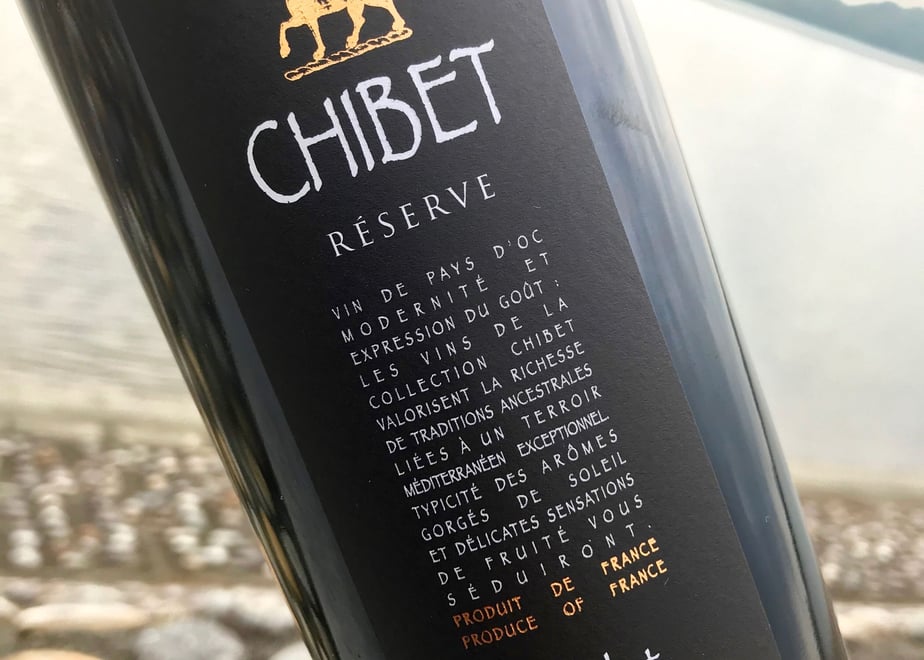 CHIBET
RÉSERVE
VIN DE PAYS D'OC
MODERNITÉ ET
EXPRESSION DU GOÛT :
LES VINS DE LA
COLLECTION CHIBET
VALORISENT LA RICHESSE
DE TRADITIONS ANCESTRALES
LIÉES À UN TERROIR
MÉDITERRANÉEN EXCEPTIONNEL
TYPICITÉ DES ARÔMES
GORGÉS DE SOLEIL
ET DÉLICATES SENSATIONS
DE FRUITÉ VOUS
SÉDUIRONT.
PRODUIT DE FRANCE
PRODUCE OF FRANCE